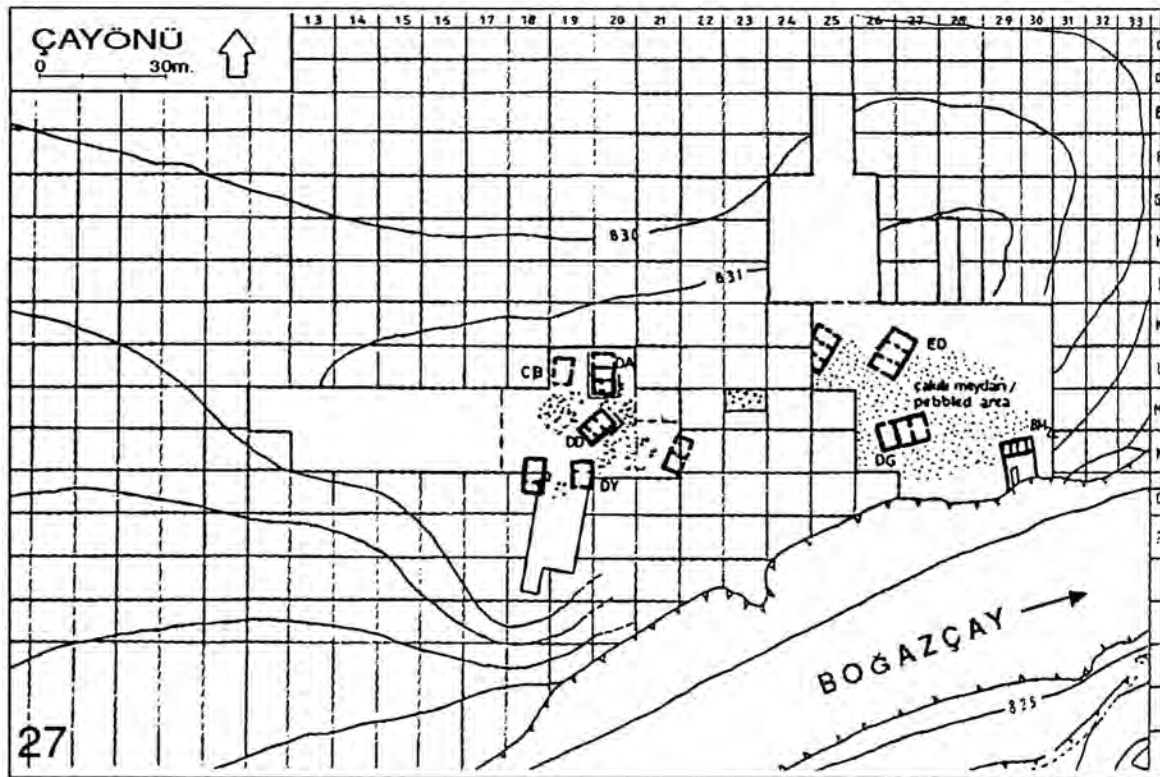 ÇAYÖNÜ
0 30m.
13 14 15 16 17 18 19 20 21 22 23 24 25 26 27 28 29 30 31 32 33
E
F
G
H
K
L
M
N
830
831
CB
DA
ED
çakıllı meydan /
pebbled area
DD
DG
BH
DY
BOĞAZÇAY
825
27